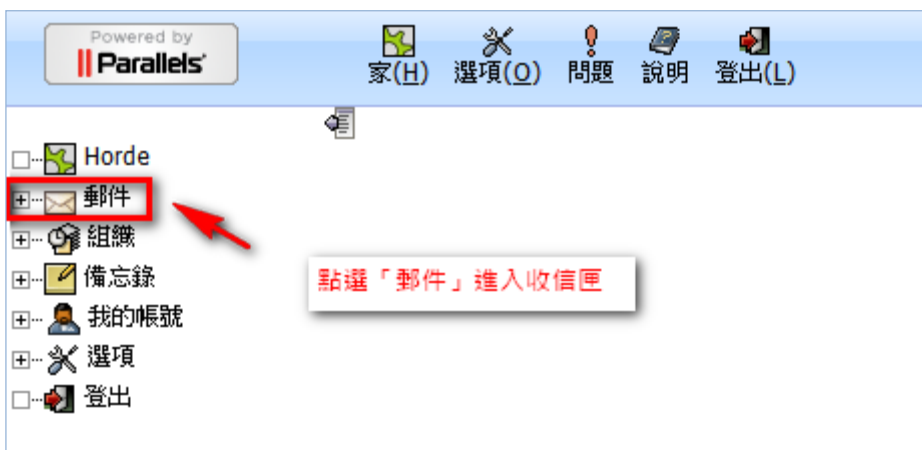 Powered by
Parallels
家(H) 選項(O) 問題 說明 登出(L)
Horde
郵件
組織
備忘錄
我的帳號
選項
登出
點選「郵件」進入收信匣